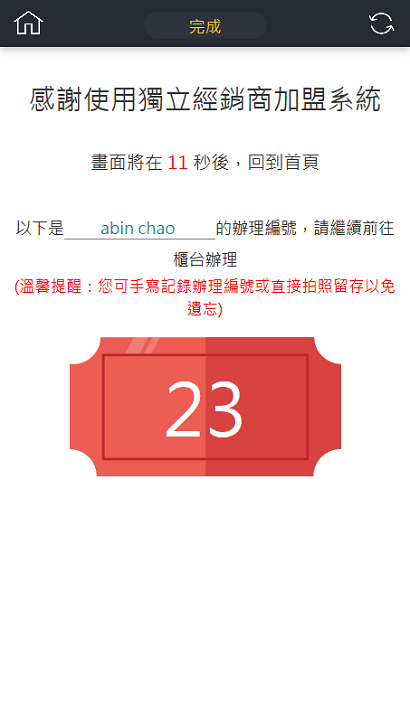 完成
感謝使用獨立經銷商加盟系統
畫面將在 11 秒後，回到首頁
以下是 abin chao 的辦理編號，請繼續前往
櫃台辦理
(溫馨提醒：您可手寫記錄辦理編號或直接拍照留存以免
遺忘)
23